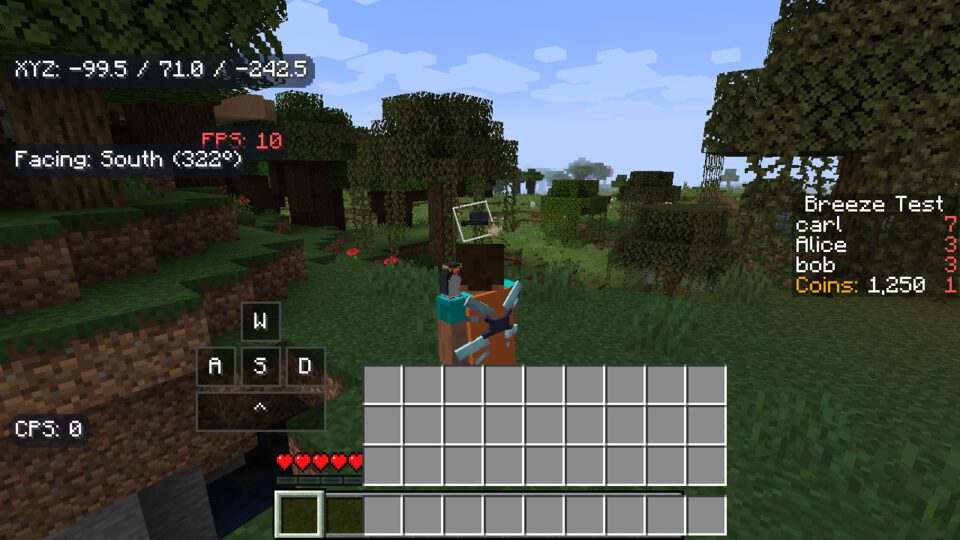 XYZ: -99.5 / 71.0 / -242.5
FPS: 10
Facing: South (322°)
Breeze Test
carl 7
Alice 3
bob 3
Coins: 1,250 1
W
A S D
^
CPS: 0